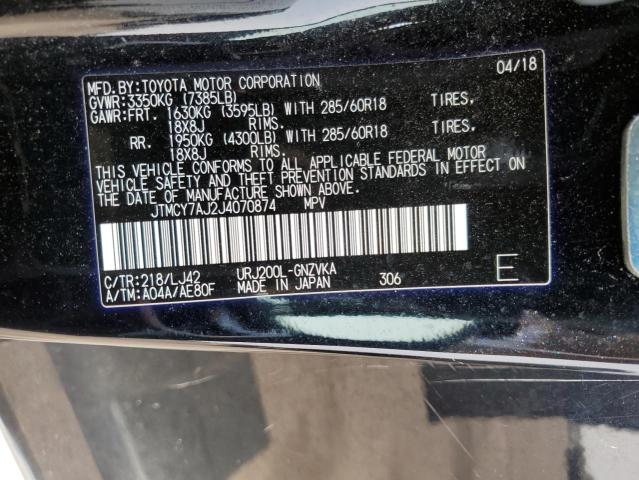 MFD.BY:TOYOTA MOTOR CORPORATION 04/18
GVWR:3350KG (7385LB)
GAWR:FRT. 1630KG (3595LB) WITH 285/60R18 TIRES.
18X8J RIMS.
RR. 1950KG (4300LB) WITH 285/60R18 TIRES.
18X8J RIMS.
THIS VEHICLE CONFORMS TO ALL APPLICABLE FEDERAL MOTOR
VEHICLE SAFETY AND THEFT PREVENTION STANDARDS IN EFFECT ON
THE DATE OF MANUFACTURE SHOWN ABOVE.
JTMCY7AJ2J4070874 MPV
C/TR:218/LJ42 URJ200L-GNZVKA
A/TM:A04A/AE80F MADE IN JAPAN 306 E